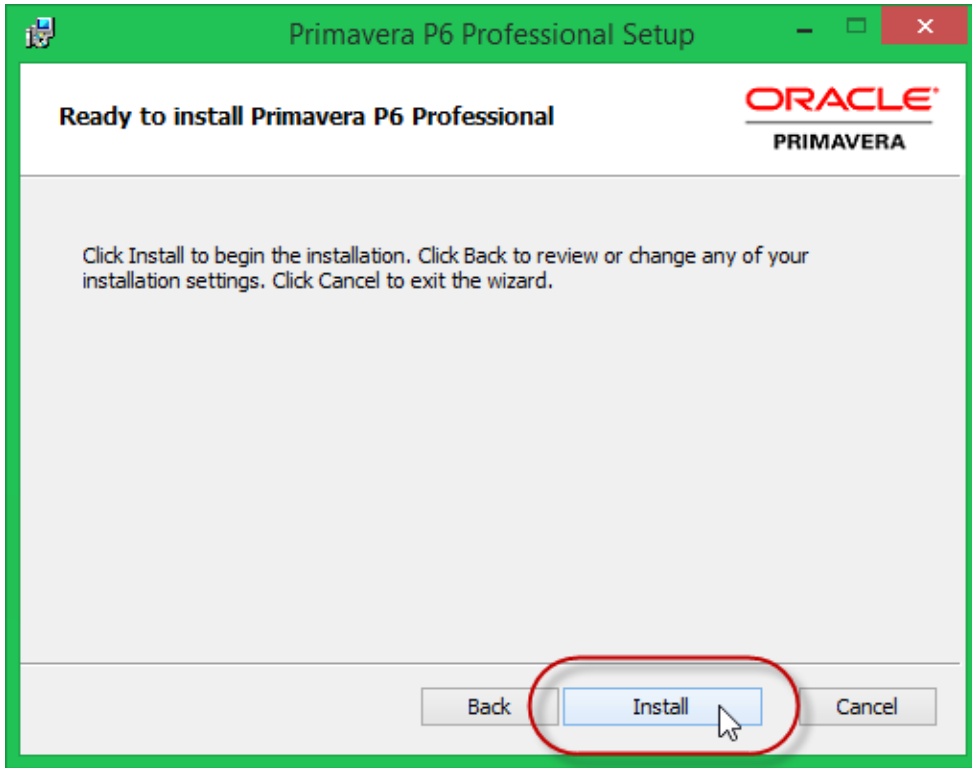 Primavera P6 Professional Setup
Ready to install Primavera P6 Professional
ORACLE
PRIMAVERA
Click Install to begin the installation. Click Back to review or change any of your
installation settings. Click Cancel to exit the wizard.
Back Install Cancel